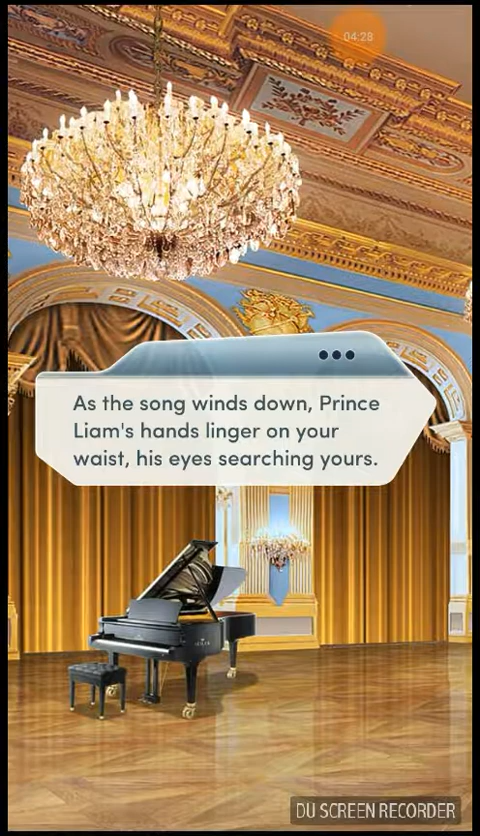 04:28
As the song winds down, Prince
Liam's hands linger on your
waist, his eyes searching yours.
DU SCREEN RECORDER